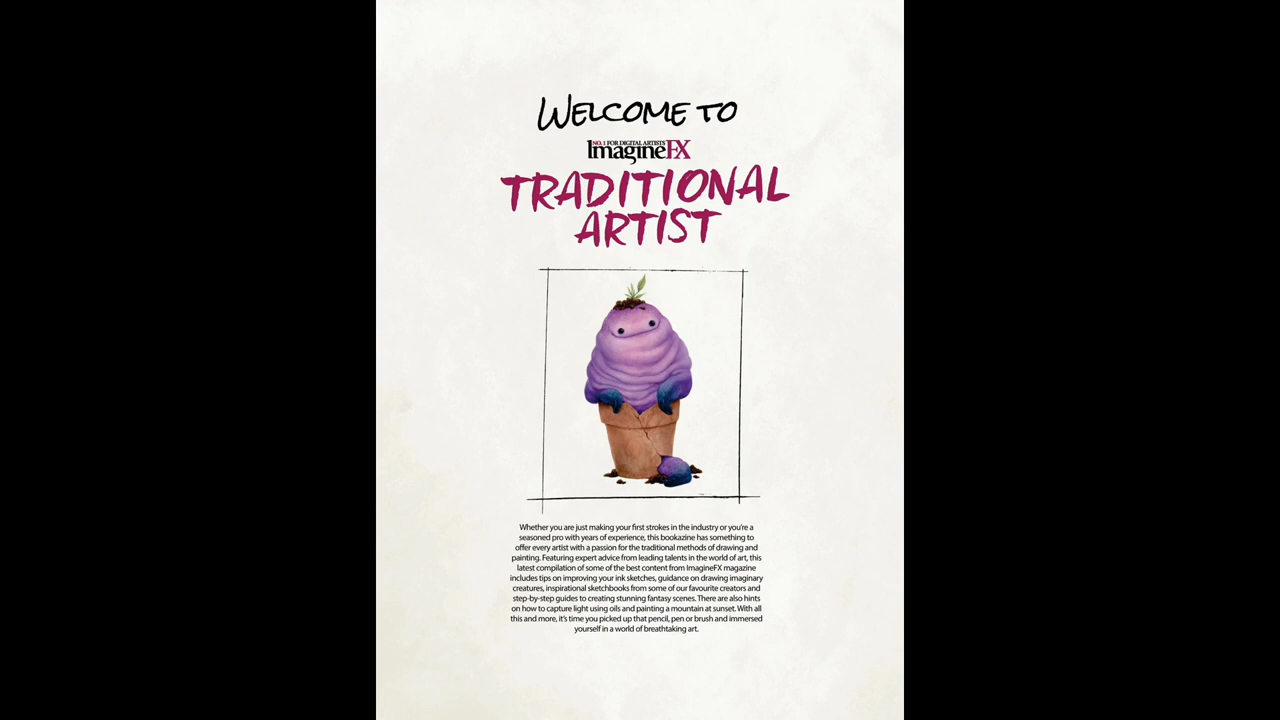 WELCOME TO
NO.1 FOR DIGITAL ARTISTS
ImagineFX
TRADITIONAL
ARTIST
Whether you are just making your first strokes in the industry or you're a
seasoned pro with years of experience, this bookazine has something to
offer every artist with a passion for the traditional methods of drawing and
painting. Featuring expert advice from leading talents in the world of art, this
latest compilation of some of the best content from ImagineFX magazine
includes tips on improving your ink sketches, guidance on drawing imaginary
creatures, inspirational sketchbooks from some of our favourite creators and
step-by-step guides to creating stunning fantasy scenes. There are also hints
on how to capture light using oils and painting a mountain at sunset. With all
this and more, it's time you picked up that pencil, pen or brush and immersed
yourself in a world of breathtaking art.